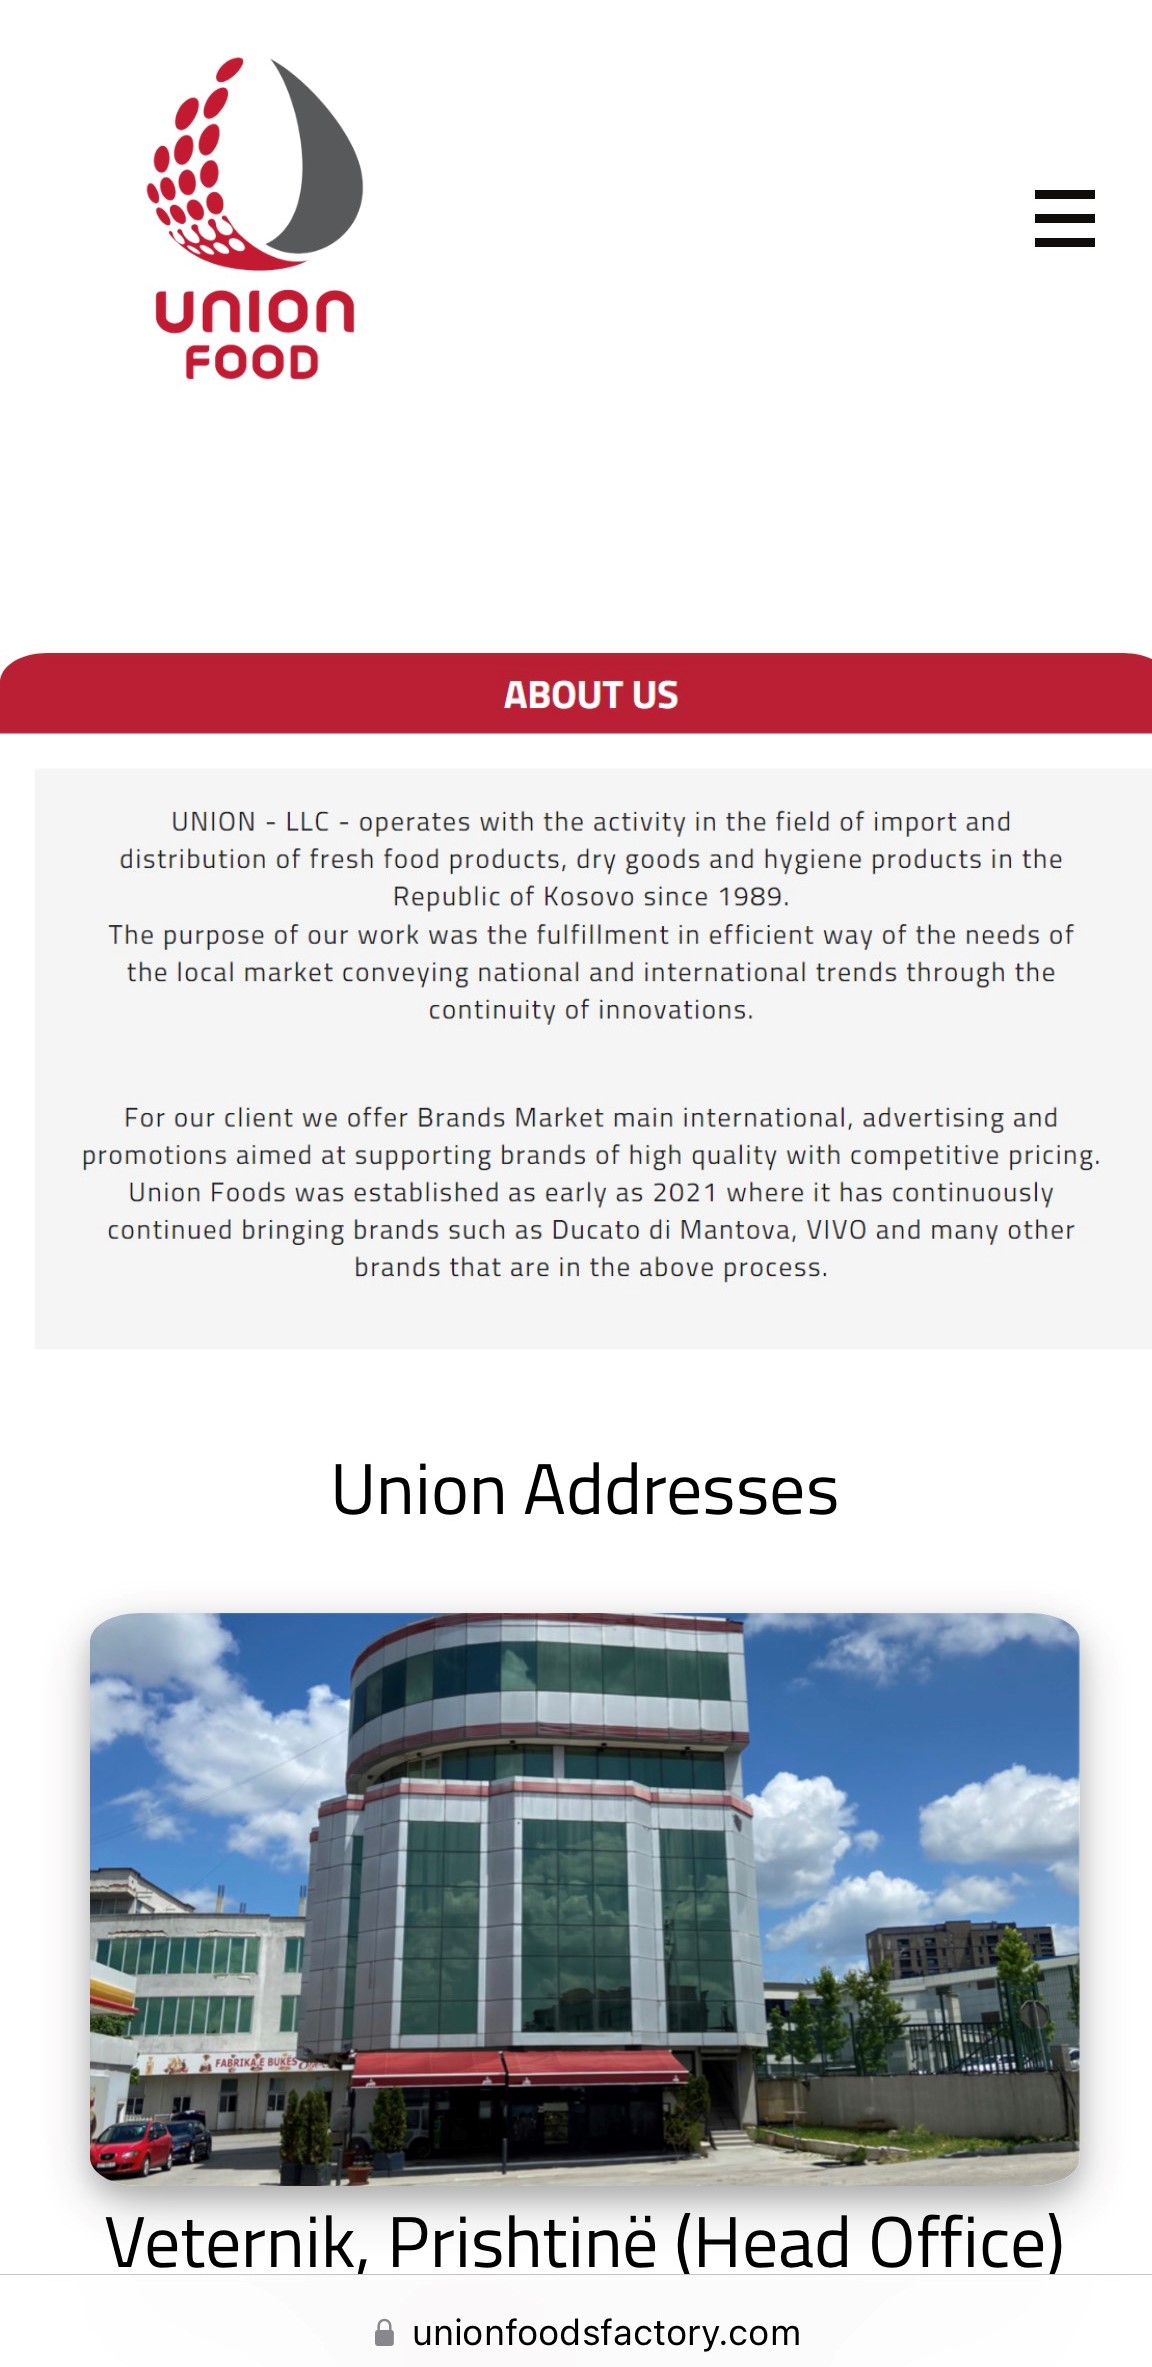 UNION
FOOD
ABOUT US
UNION - LLC - operates with the activity in the field of import and
distribution of fresh food products, dry goods and hygiene products in the
Republic of Kosovo since 1989.
The purpose of our work was the fulfillment in efficient way of the needs of
the local market conveying national and international trends through the
continuity of innovations.
For our client we offer Brands Market main international, advertising and
promotions aimed at supporting brands of high quality with competitive pricing.
Union Foods was established as early as 2021 where it has continuously
continued bringing brands such as Ducato di Mantova, VIVO and many other
brands that are in the above process.
Union Addresses
FABRIKA E BUKËS
Veternik, Prishtinë (Head Office)
unionfoodsfactory.com